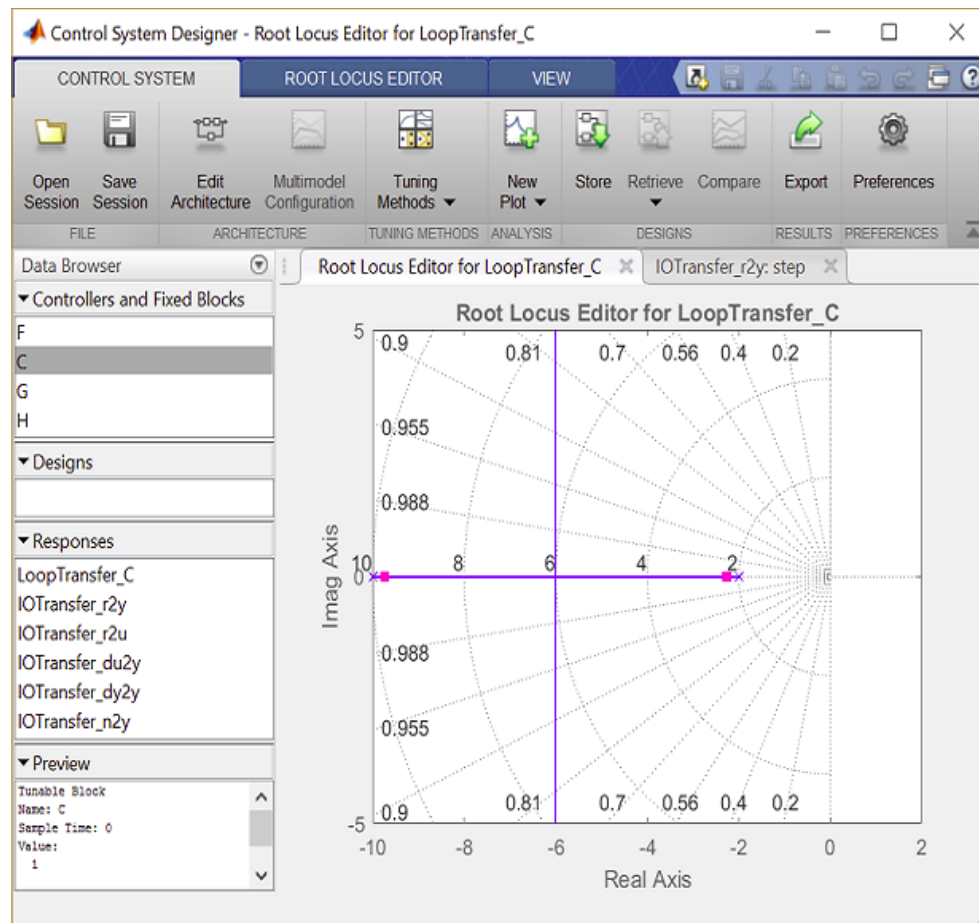 Control System Designer - Root Locus Editor for LoopTransfer_C
CONTROL SYSTEM
ROOT LOCUS EDITOR
VIEW
Open Session
Save Session
Edit Architecture
Multimodel Configuration
Tuning Methods
New Plot
Store
Retrieve
Compare
Export
Preferences
FILE
ARCHITECTURE
TUNING METHODS
ANALYSIS
DESIGNS
RESULTS
PREFERENCES
Data Browser
Controllers and Fixed Blocks
F
C
G
H
Designs
Responses
LoopTransfer_C
IOTransfer_r2y
IOTransfer_r2u
IOTransfer_du2y
IOTransfer_dy2y
IOTransfer_n2y
Preview
Tunable Block
Name: C
Sample Time: 0
Value:
1
Root Locus Editor for LoopTransfer_C
IOTransfer_r2y: step
Root Locus Editor for LoopTransfer_C
5
0.9
0.81
0.7
0.56
0.4
0.2
0.955
0.988
10
8
6
4
2
0
0.988
0.955
0.9
0.81
0.7
0.56
0.4
0.2
-5
-10
-8
-6
-4
-2
0
2
Imag Axis
Real Axis